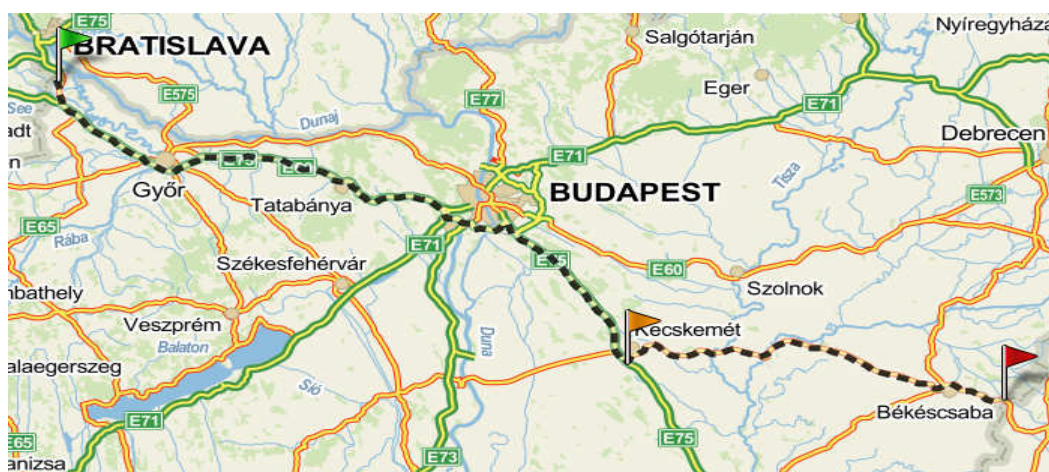 E75
BRATISLAVA
Salgótarján
Nyíregyháza
Eger
E575
E77
E71
See
Dunaj
adt
Debrecen
E71
n
E75
BUDAPEST
Tisza
Győr
Tatabánya
E573
E65
Rába
E71
E60
Székesfehérvár
Szolnok
mbathely
Veszprém
Duna
Kecskemét
Balaton
alaegerszeg
Sió
Békéscsaba
E71
E75
E65
E73
anizsa